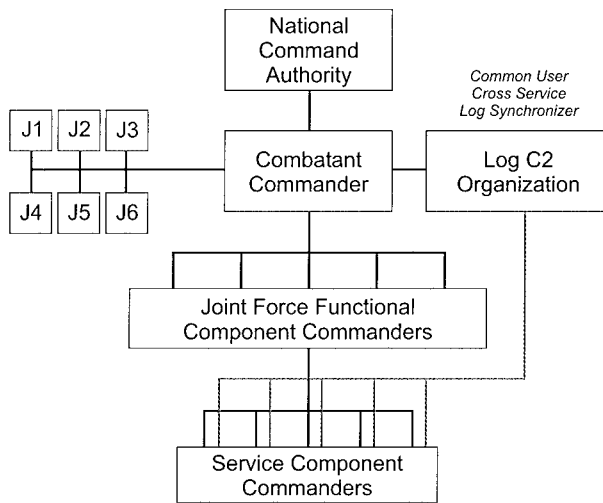 National
Command
Authority
Common User
Cross Service
Log Synchronizer
J1 J2 J3
Combatant
Commander
Log C2
Organization
J4 J5 J6
Joint Force Functional
Component Commanders
Service Component
Commanders